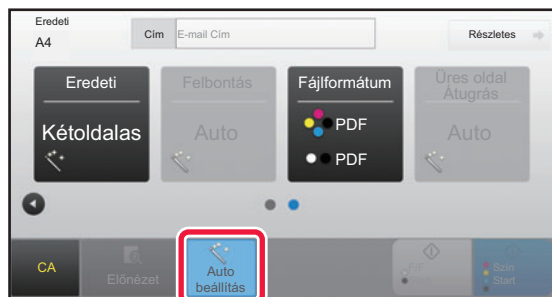 Eredeti
A4
Cím
E-mail Cím
Részletes
Eredeti
Kétoldalas
Felbontás
Auto
Fájlformátum
PDF
PDF
Üres oldal
Átugrás
Auto
CA
Előnézet
Auto
beállítás
F/F
Start
Szín
Start